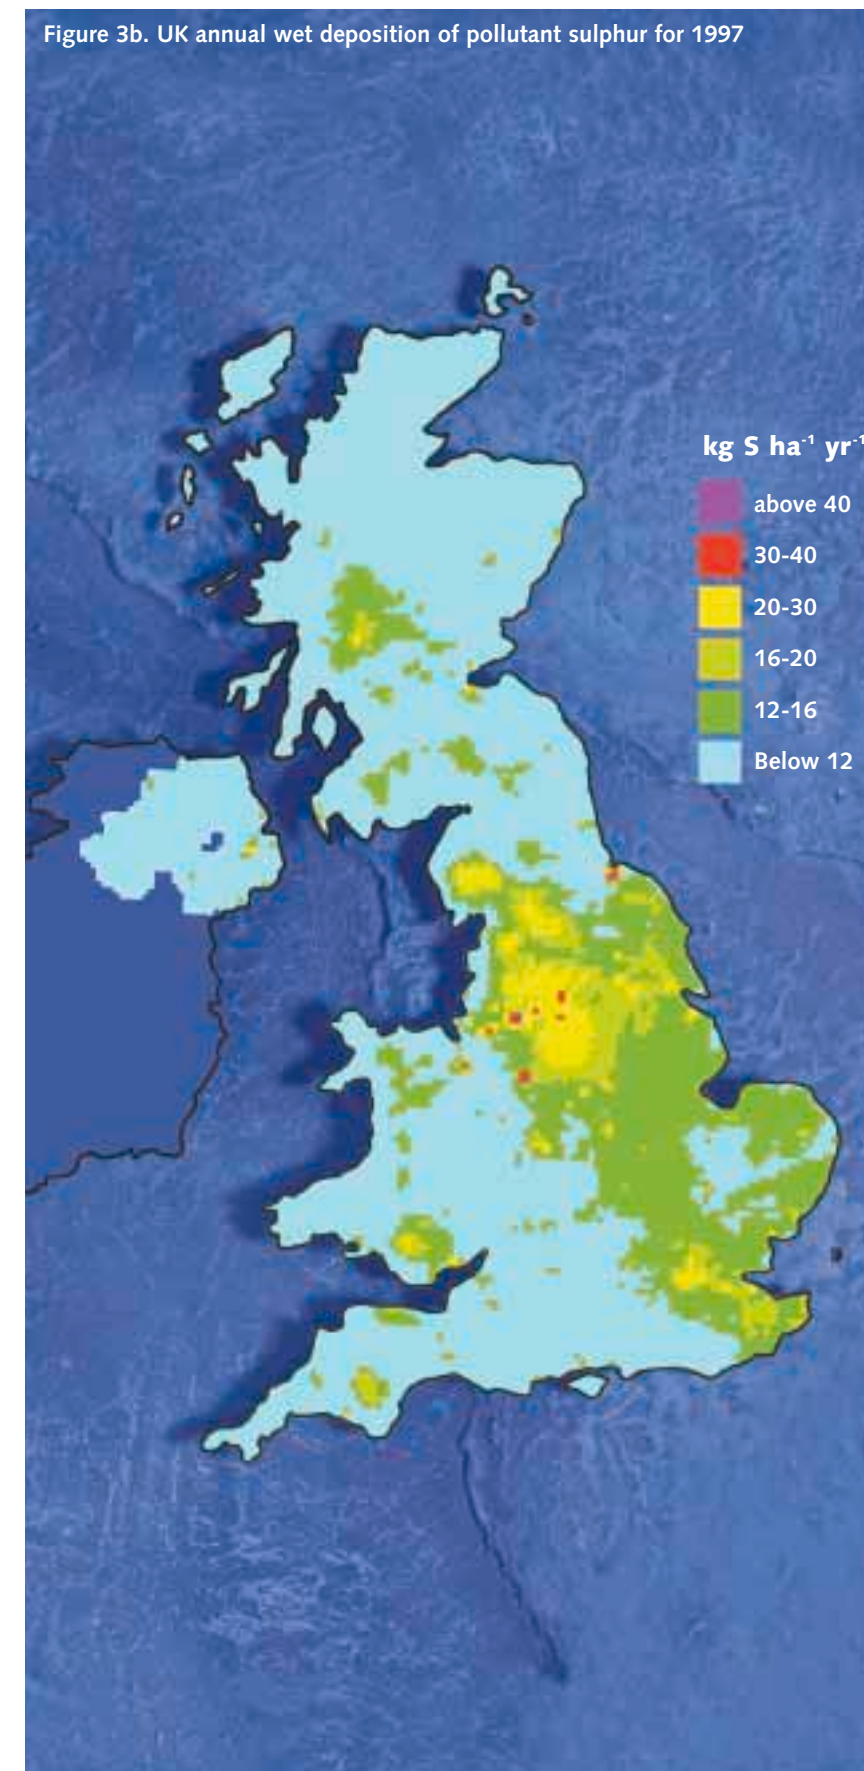 Figure 3b. UK annual wet deposition of pollutant sulphur for 1997
kg S ha⁻¹ yr⁻¹
above 40
30-40
20-30
16-20
12-16
Below 12